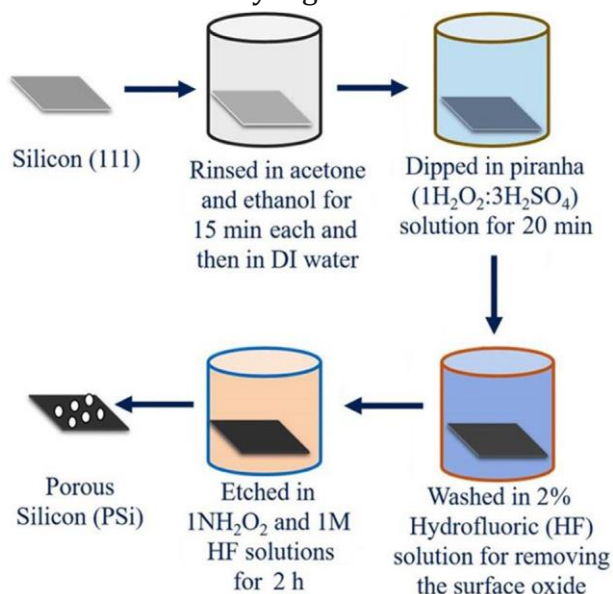 Silicon (111)
Rinsed in acetone
and ethanol for
15 min each and
then in DI water
Dipped in piranha
(1H₂O₂:3H₂SO₄)
solution for 20 min
Washed in 2%
Hydrofluoric (HF)
solution for removing
the surface oxide
Etched in
1NH₂O₂ and 1M
HF solutions
for 2 h
Porous
Silicon (PSi)